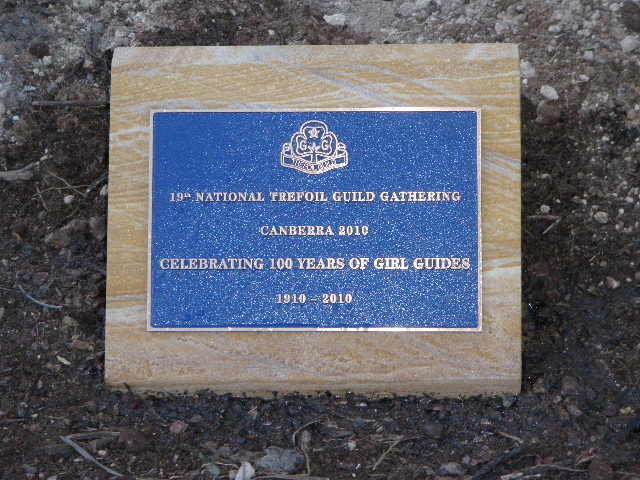 G G
19th NATIONAL TREFOIL GUILD GATHERING
CANBERRA 2010
CELEBRATING 100 YEARS OF GIRL GUIDES
1910 – 2010